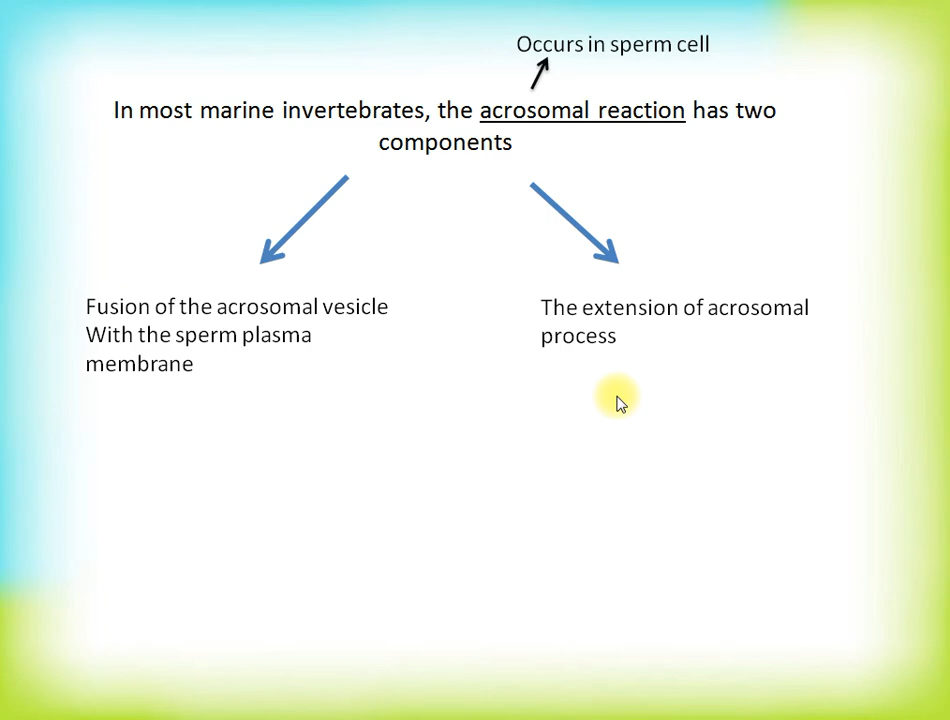 Occurs in sperm cell
In most marine invertebrates, the acrosomal reaction has two
components
Fusion of the acrosomal vesicle
With the sperm plasma
membrane
The extension of acrosomal
process